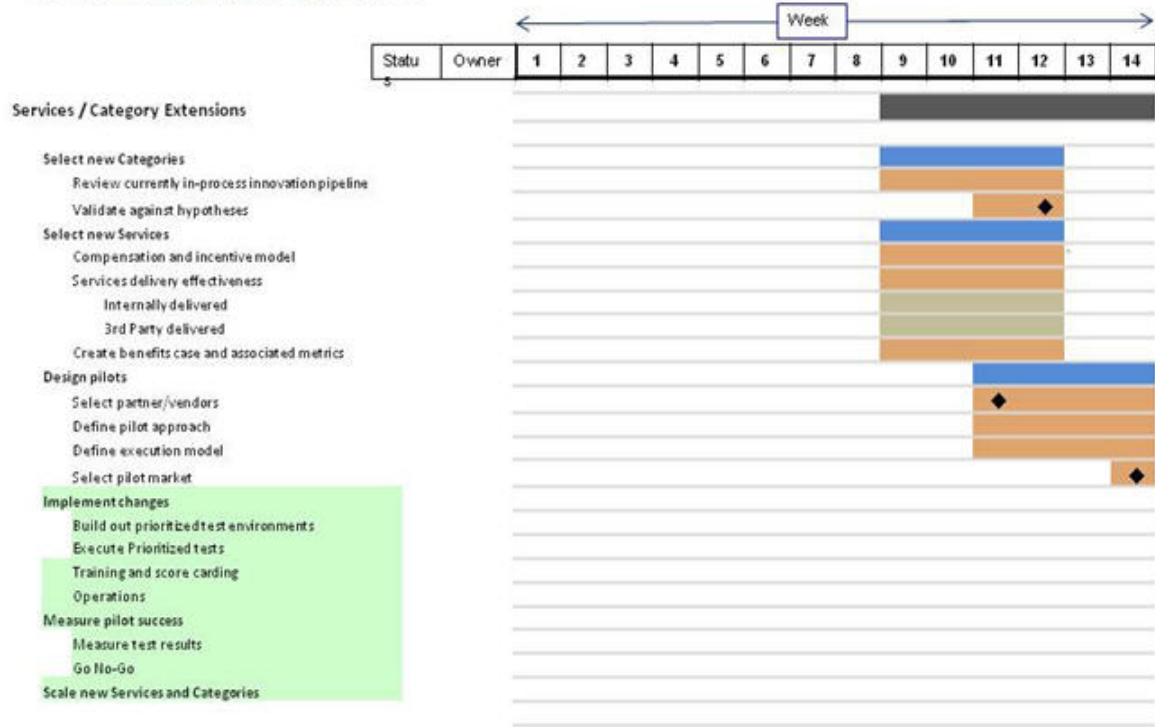 Week
Statu
s
Owner 1 2 3 4 5 6 7 8 9 10 11 12 13 14
Services / Category Extensions
Select new Categories
Review currently in-process innovation pipeline
Validate against hypotheses
Select new Services
Compensation and incentive model
Services delivery effectiveness
Internally delivered
3rd Party delivered
Create benefits case and associated metrics
Design pilots
Select partner/vendors
Define pilot approach
Define execution model
Select pilot market
Implement changes
Build out prioritized test environments
Execute Prioritized tests
Training and score carding
Operations
Measure pilot success
Measure test results
Go No-Go
Scale new Services and Categories